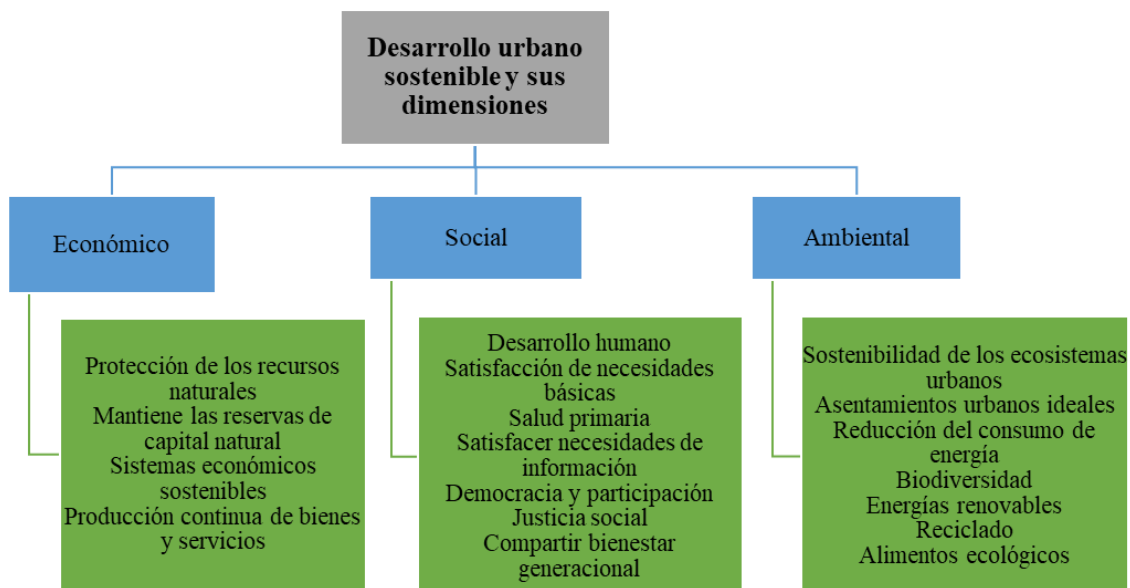 Desarrollo urbano
sostenible y sus
dimensiones
Económico
Social
Ambiental
Protección de los recursos
naturales
Mantiene las reservas de
capital natural
Sistemas económicos
sostenibles
Producción continua de bienes
y servicios
Desarrollo humano
Satisfacción de necesidades
básicas
Salud primaria
Satisfacer necesidades de
información
Democracia y participación
Justicia social
Compartir bienestar
generacional
Sostenibilidad de los ecosistemas
urbanos
Asentamientos urbanos ideales
Reducción del consumo de
energía
Biodiversidad
Energías renovables
Reciclado
Alimentos ecológicos